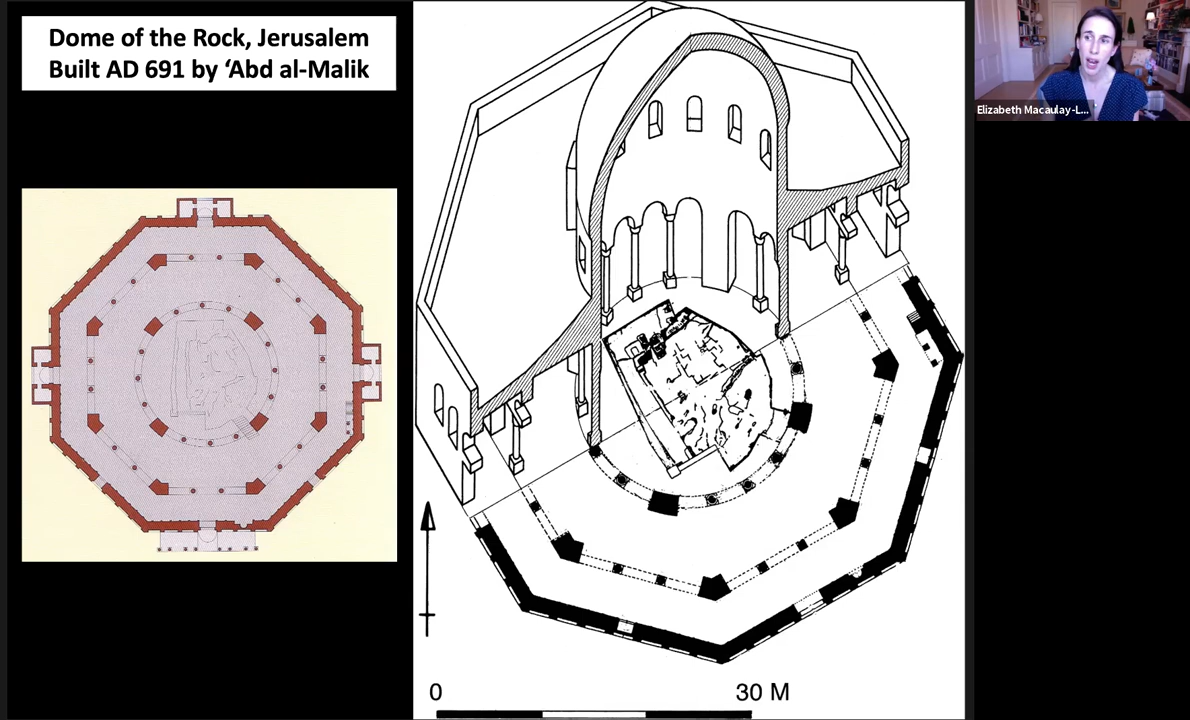 Dome of the Rock, Jerusalem
Built AD 691 by ‘Abd al-Malik
Elizabeth Macaulay-L...
0 30 M